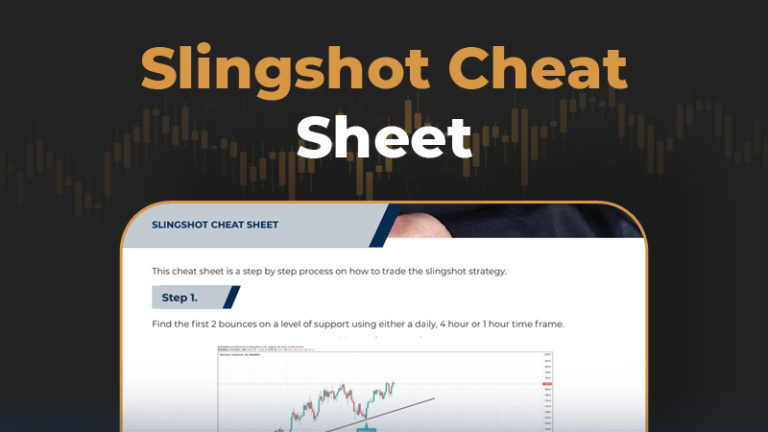 Slingshot Cheat
Sheet
SLINGSHOT CHEAT SHEET
This cheat sheet is a step by step process on how to trade the slingshot strategy.
Step 1.
Find the first 2 bounces on a level of support using either a daily, 4 hour or 1 hour time frame.